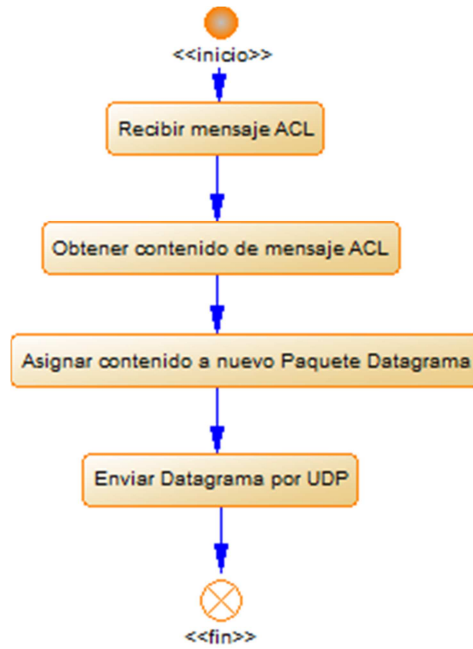 <<inicio>>
Recibir mensaje ACL
Obtener contenido de mensaje ACL
Asignar contenido a nuevo Paquete Datagrama
Enviar Datagrama por UDP
<<fin>>